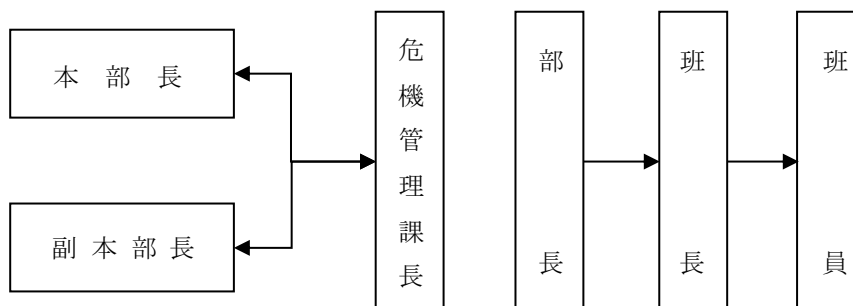 本部長
副本部長
危機管理課長
部長
班長
班員